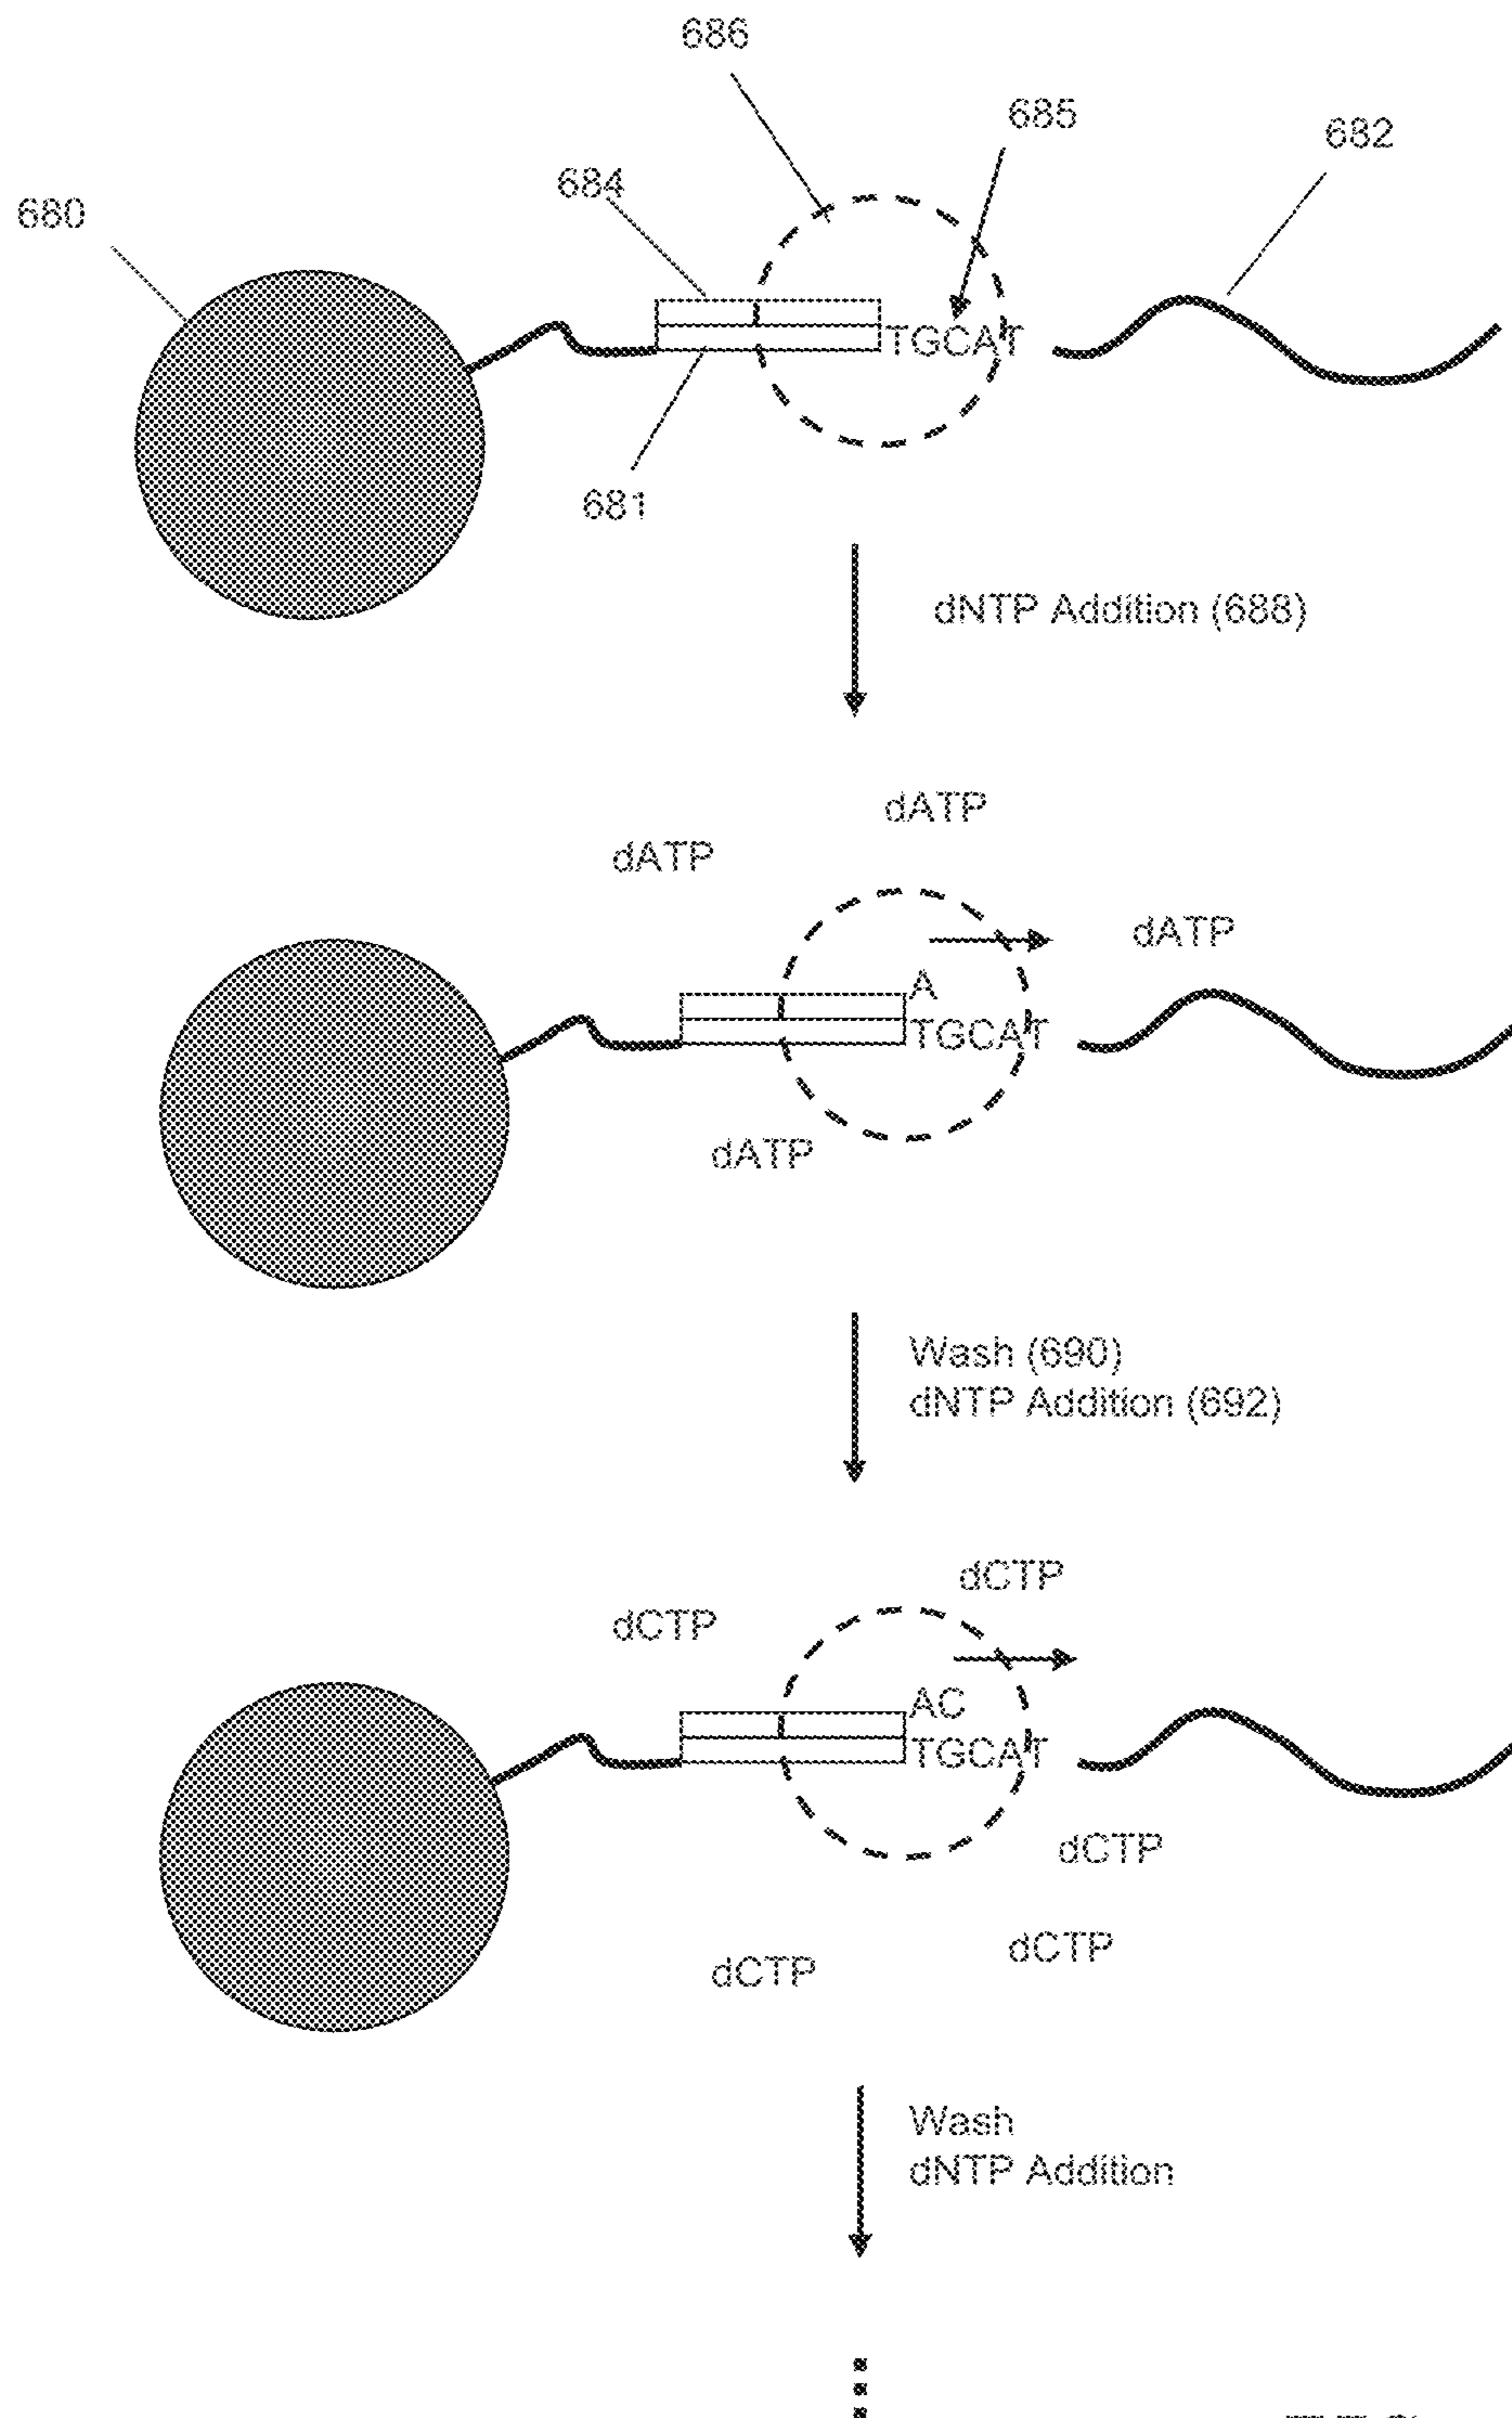 686
685
682
684
680
TGCAT
681
dNTP Addition (688)
dATP
dATP
dATP
A
TGCAT
dATP
Wash (690)
dNTP Addition (692)
dCTP
dCTP
AC
TGCAT
dCTP
dCTP
dCTP
Wash
dNTP Addition